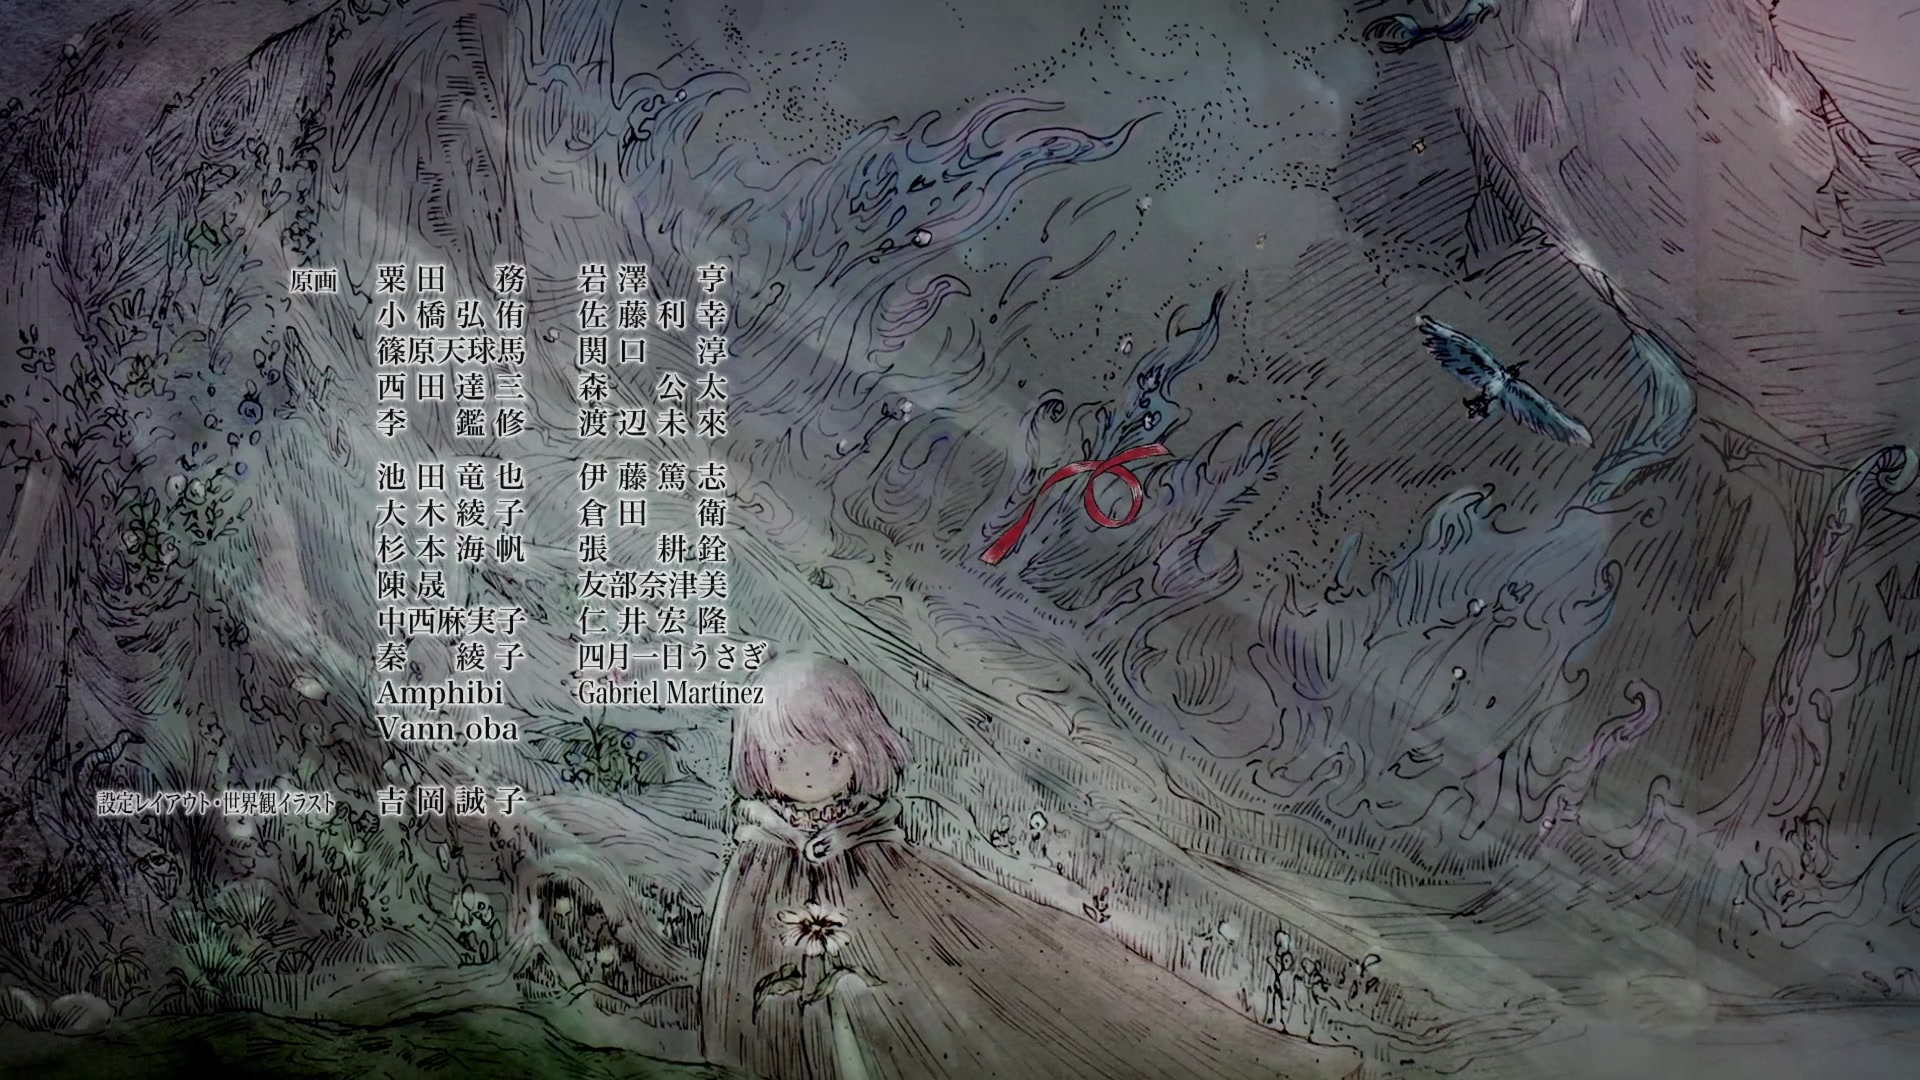 原画 粟田 務 岩澤 亨
小橋弘侑 佐藤利幸
篠原天球馬 関口 淳
西田達三 森 公太
李 鑑修 渡辺未來
池田竜也 伊藤篤志
大木綾子 倉田 衛
杉本海帆 張 耕銓
陳晟 友部奈津美
中西麻実子 仁井宏隆
秦 綾子 四月一日うさぎ
Amphibi Gabriel Martínez
Vann oba
設定レイアウト・世界観イラスト 吉岡誠子